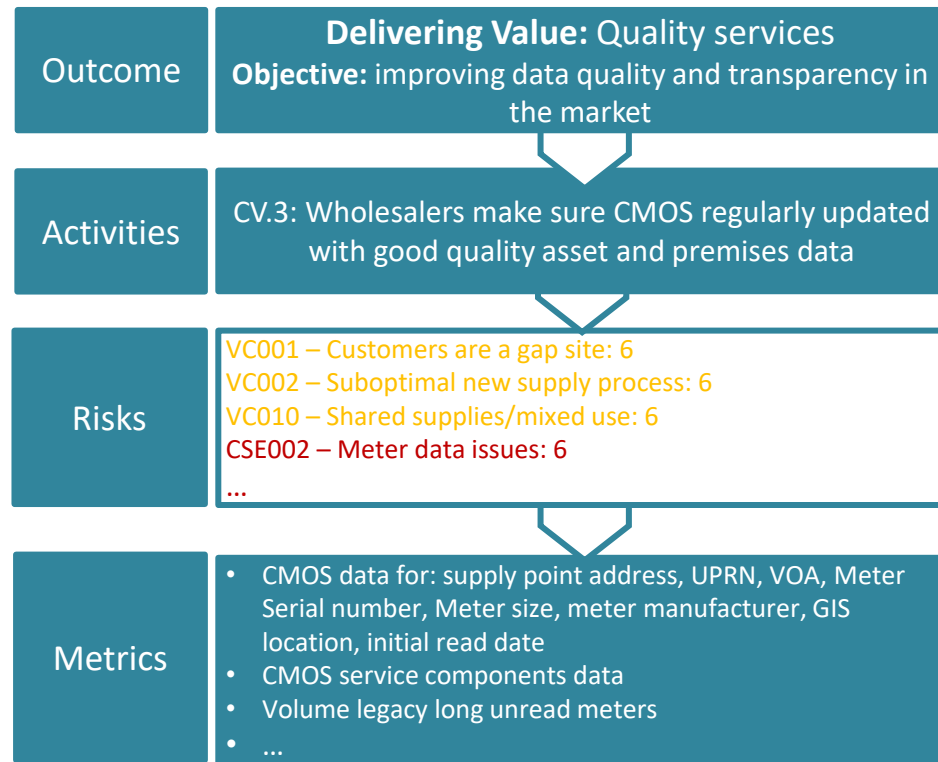 Outcome
Delivering Value: Quality services
Objective: improving data quality and transparency in
the market
Activities
CV.3: Wholesalers make sure CMOS regularly updated
with good quality asset and premises data
Risks
VC001 – Customers are a gap site: 6
VC002 – Suboptimal new supply process: 6
VC010 – Shared supplies/mixed use: 6
CSE002 – Meter data issues: 6
...
Metrics
• CMOS data for: supply point address, UPRN, VOA, Meter
Serial number, Meter size, meter manufacturer, GIS
location, initial read date
• CMOS service components data
• Volume legacy long unread meters
• ...